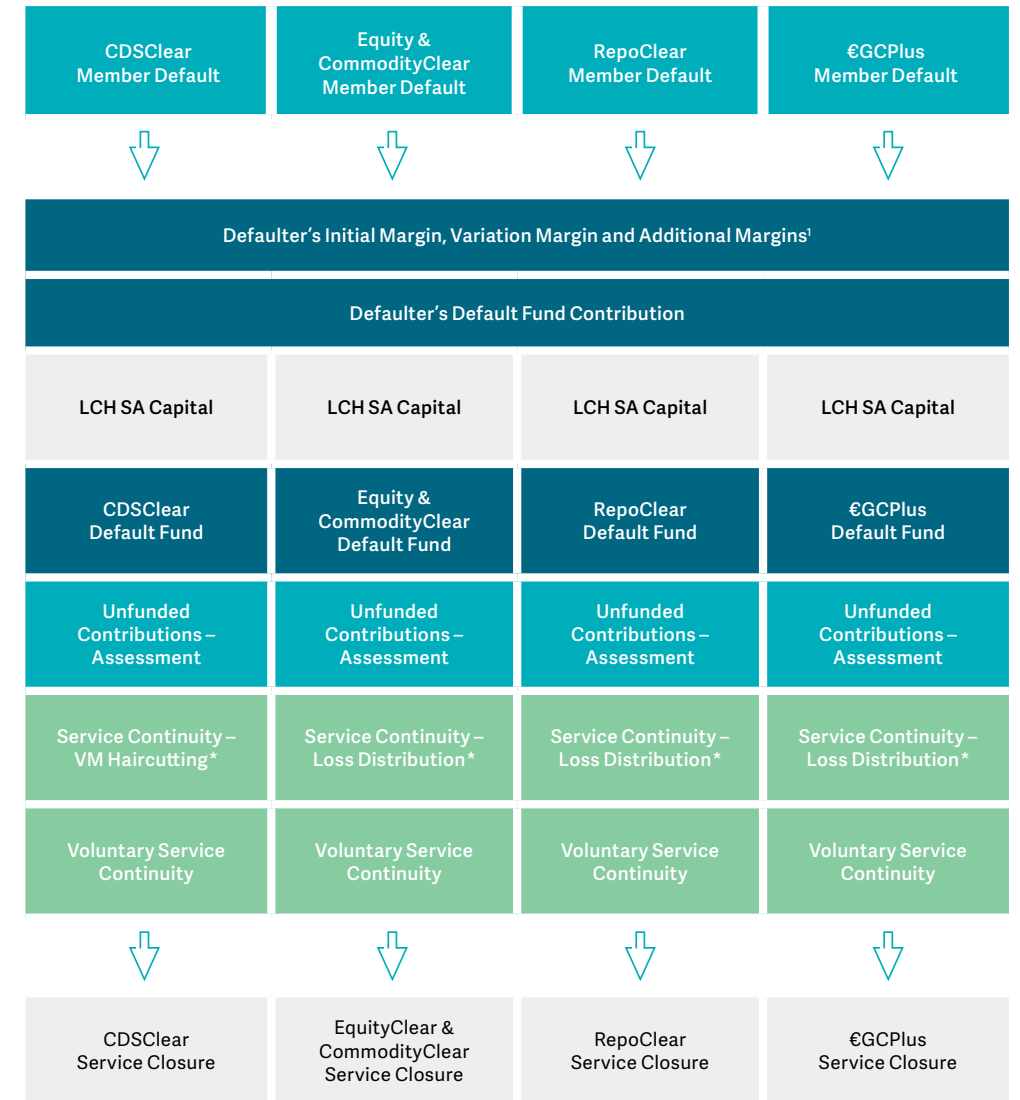 CDSClear
Member Default
Equity &
CommodityClear
Member Default
RepoClear
Member Default
€GCPlus
Member Default
Defaulter's Initial Margin, Variation Margin and Additional Margins¹
Defaulter's Default Fund Contribution
LCH SA Capital
LCH SA Capital
LCH SA Capital
LCH SA Capital
CDSClear
Default Fund
Equity &
CommodityClear
Default Fund
RepoClear
Default Fund
€GCPlus
Default Fund
Unfunded
Contributions –
Assessment
Unfunded
Contributions –
Assessment
Unfunded
Contributions –
Assessment
Unfunded
Contributions –
Assessment
Service Continuity –
VM Haircutting*
Service Continuity –
Loss Distribution*
Service Continuity –
Loss Distribution*
Service Continuity –
Loss Distribution*
Voluntary Service
Continuity
Voluntary Service
Continuity
Voluntary Service
Continuity
Voluntary Service
Continuity
CDSClear
Service Closure
EquityClear &
CommodityClear
Service Closure
RepoClear
Service Closure
€GCPlus
Service Closure